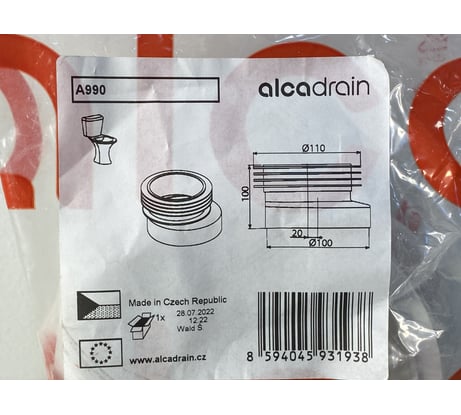 A990
alcadrain
Ø110
100
20
Ø100
Made in Czech Republic
1x
28.07.2022
12:22
Wald Š.
www.alcadrain.cz
8 594045 931938